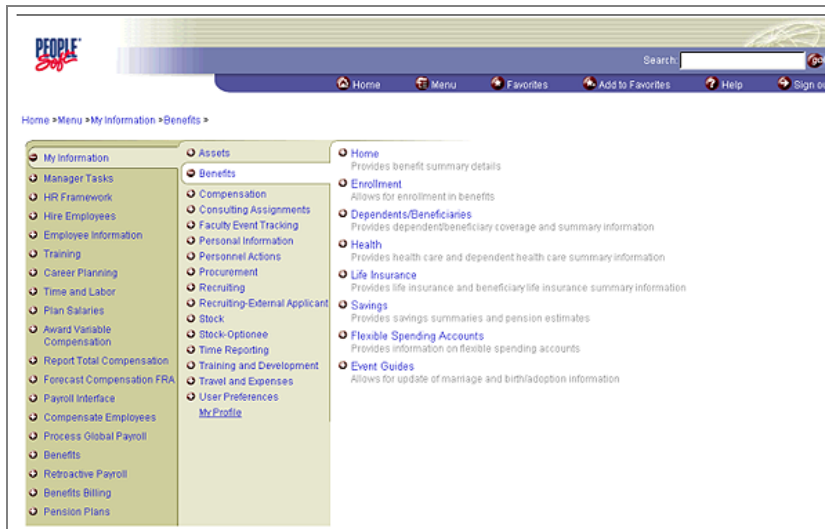 PEOPLE
Soft
Search:
Home Menu Favorites Add to Favorites Help Sign
Home » Menu » My Information » Benefits »
My Information
Manager Tasks
HR Framework
Hire Employees
Employee Information
Training
Career Planning
Time and Labor
Plan Salaries
Award Variable
Compensation
Report Total Compensation
Forecast Compensation FRA
Payroll Interface
Compensate Employees
Process Global Payroll
Benefits
Retroactive Payroll
Benefits Billing
Pension Plans
Assets
Benefits
Compensation
Consulting Assignments
Faculty Event Tracking
Personal Information
Personnel Actions
Procurement
Recruiting
Recruiting-External Applicant
Stock
Stock-Optionee
Time Reporting
Training and Development
Travel and Expenses
User Preferences
My Profile
Home
Provides benefit summary details
Enrollment
Allows for enrollment in benefits
Dependents/Beneficiaries
Provides dependent/beneficiary coverage and summary information
Health
Provides health care and dependent health care summary information
Life Insurance
Provides life insurance and beneficiary life insurance summary information
Savings
Provides savings summaries and pension estimates
Flexible Spending Accounts
Provides information on flexible spending accounts
Event Guides
Allows for update of marriage and birth/adoption information